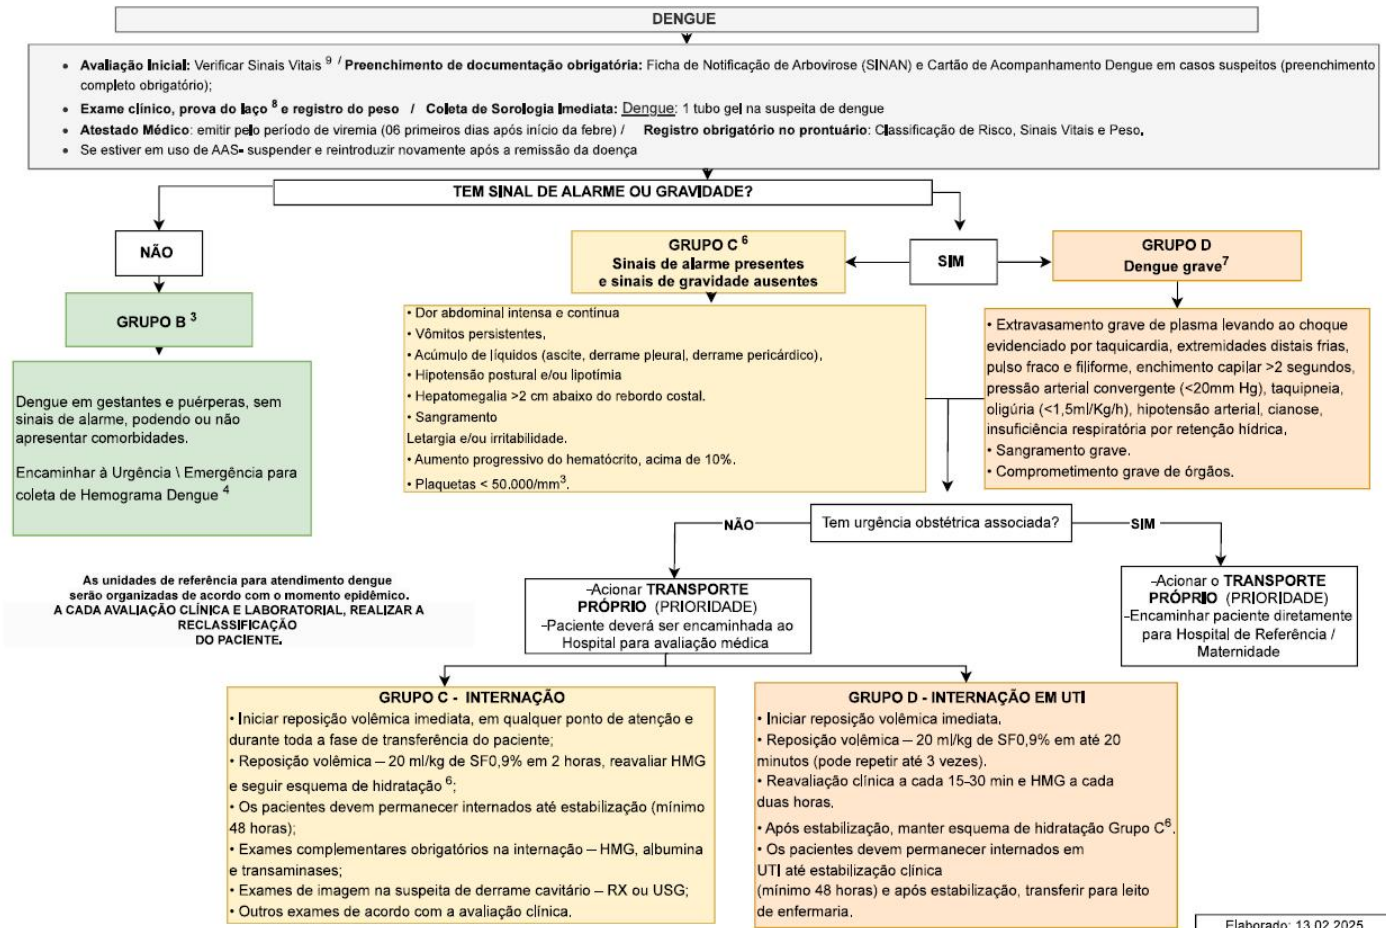 DENGUE
• Avaliação Inicial: Verificar Sinais Vitais 9 / Preenchimento de documentação obrigatória: Ficha de Notificação de Arbovirose (SINAN) e Cartão de Acompanhamento Dengue em casos suspeitos (preenchimento
completo obrigatório);
• Exame clínico, prova do laço 8 e registro do peso / Coleta de Sorologia Imediata: Dengue: 1 tubo gel na suspeita de dengue
• Atestado Médico: emitir pelo período de viremia (06 primeiros dias após início da febre) / Registro obrigatório no prontuário: Classificação de Risco, Sinais Vitais e Peso.
• Se estiver em uso de AAS- suspender e reintroduzir novamente após a remissão da doença
TEM SINAL DE ALARME OU GRAVIDADE?
NÃO
GRUPO C 6
Sinais de alarme presentes
e sinais de gravidade ausentes
SIM
GRUPO D
Dengue grave7
GRUPO B 3
Dengue em gestantes e puérperas, sem
sinais de alarme, podendo ou não
apresentar comorbidades.
Encaminhar à Urgência \ Emergência para
coleta de Hemograma Dengue 4
• Dor abdominal intensa e contínua
• Vômitos persistentes,
• Acúmulo de líquidos (ascite, derrame pleural, derrame pericárdico),
• Hipotensão postural e/ou lipotímia
• Hepatomegalia >2 cm abaixo do rebordo costal.
• Sangramento
Letargia e/ou irritabilidade.
• Aumento progressivo do hematócrito, acima de 10%.
• Plaquetas < 50.000/mm3.
• Extravasamento grave de plasma levando ao choque
evidenciado por taquicardia, extremidades distais frias,
pulso fraco e filiforme, enchimento capilar >2 segundos,
pressão arterial convergente (<20mm Hg), taquipneia,
oligúria (<1,5ml/Kg/h), hipotensão arterial, cianose,
insuficiência respiratória por retenção hídrica,
• Sangramento grave.
• Comprometimento grave de órgãos.
NÃO
Tem urgência obstétrica associada?
SIM
As unidades de referência para atendimento dengue
serão organizadas de acordo com o momento epidêmico.
A CADA AVALIAÇÃO CLÍNICA E LABORATORIAL, REALIZAR A
RECLASSIFICAÇÃO
DO PACIENTE.
-Acionar TRANSPORTE
PRÓPRIO (PRIORIDADE)
-Paciente deverá ser encaminhada ao
Hospital para avaliação médica
-Acionar o TRANSPORTE
PRÓPRIO (PRIORIDADE)
-Encaminhar paciente diretamente
para Hospital de Referência /
Maternidade
GRUPO C - INTERNAÇÃO
• Iniciar reposição volêmica imediata, em qualquer ponto de atenção e
durante toda a fase de transferência do paciente;
• Reposição volêmica – 20 ml/kg de SF0,9% em 2 horas, reavaliar HMG
e seguir esquema de hidratação 6;
• Os pacientes devem permanecer internados até estabilização (mínimo
48 horas);
• Exames complementares obrigatórios na internação – HMG, albumina
e transaminases;
• Exames de imagem na suspeita de derrame cavitário – RX ou USG;
• Outros exames de acordo com a avaliação clínica.
GRUPO D - INTERNAÇÃO EM UTI
• Iniciar reposição volêmica imediata,
• Reposição volêmica – 20 ml/kg de SF0,9% em até 20
minutos (pode repetir até 3 vezes).
• Reavaliação clínica a cada 15-30 min e HMG a cada
duas horas.
• Após estabilização, manter esquema de hidratação Grupo C6.
• Os pacientes devem permanecer internados em
UTI até estabilização clínica
(mínimo 48 horas) e após estabilização, transferir para leito
de enfermaria.
Elaborado: 13.02.2025